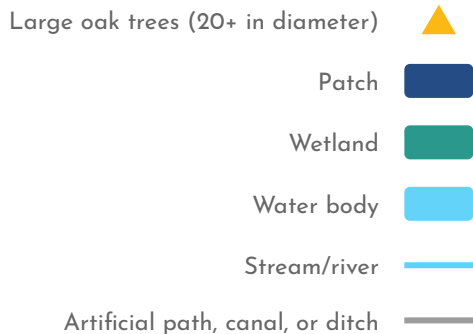 Large oak trees (20+ in diameter)
Patch
Wetland
Water body
Stream/river
Artificial path, canal, or ditch